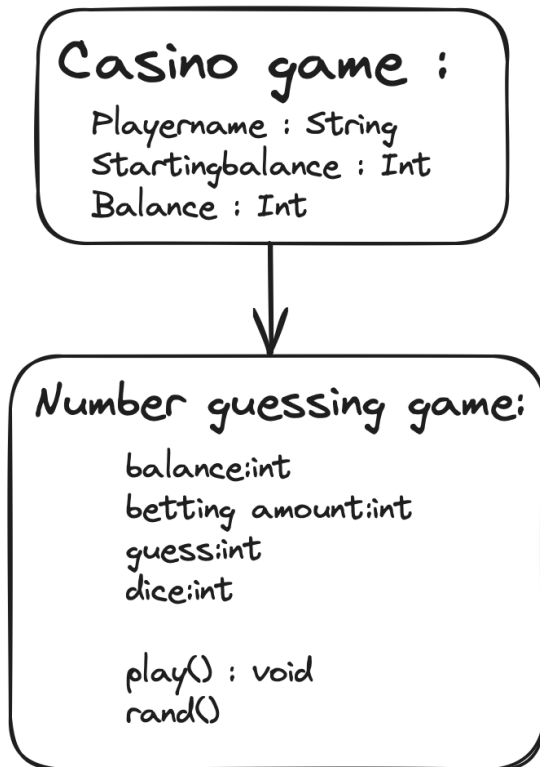 Casino game :
Playername : String
Startingbalance : Int
Balance : Int
Number guessing game:
balance:int
betting amount:int
guess:int
dice:int
play() : void
rand()